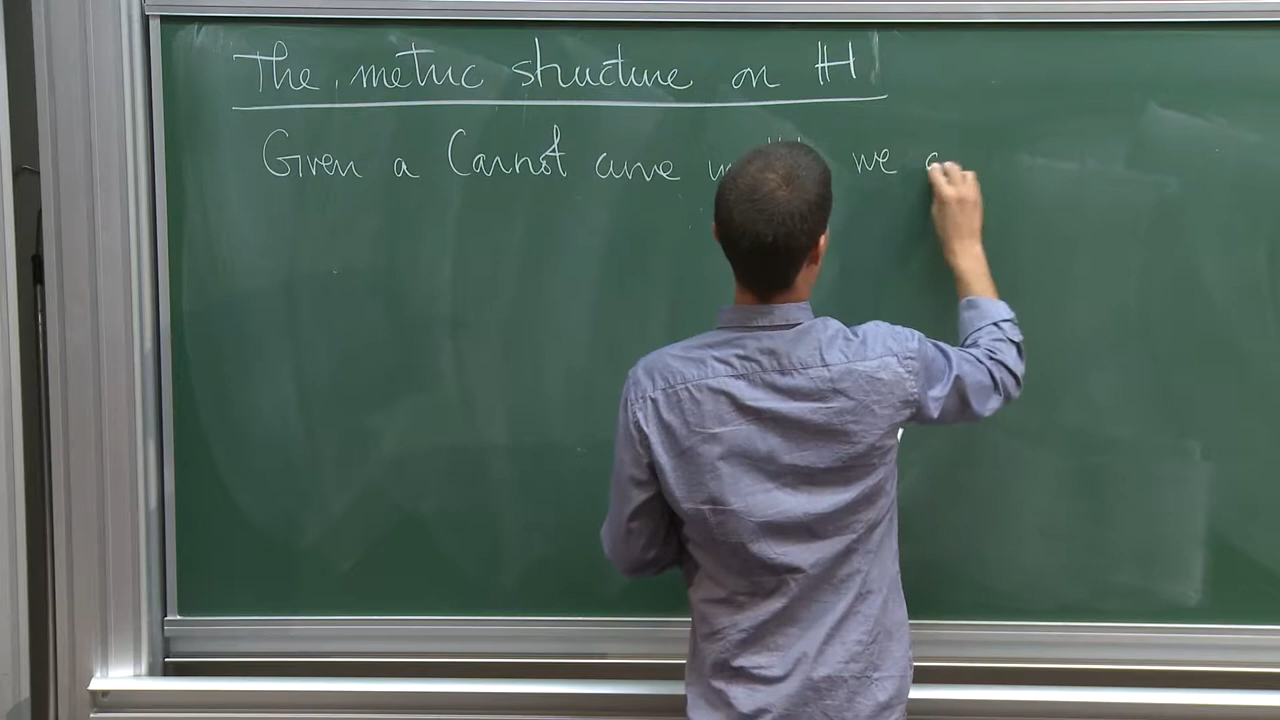 The metric structure on ℍ
Given a Carnot curve we